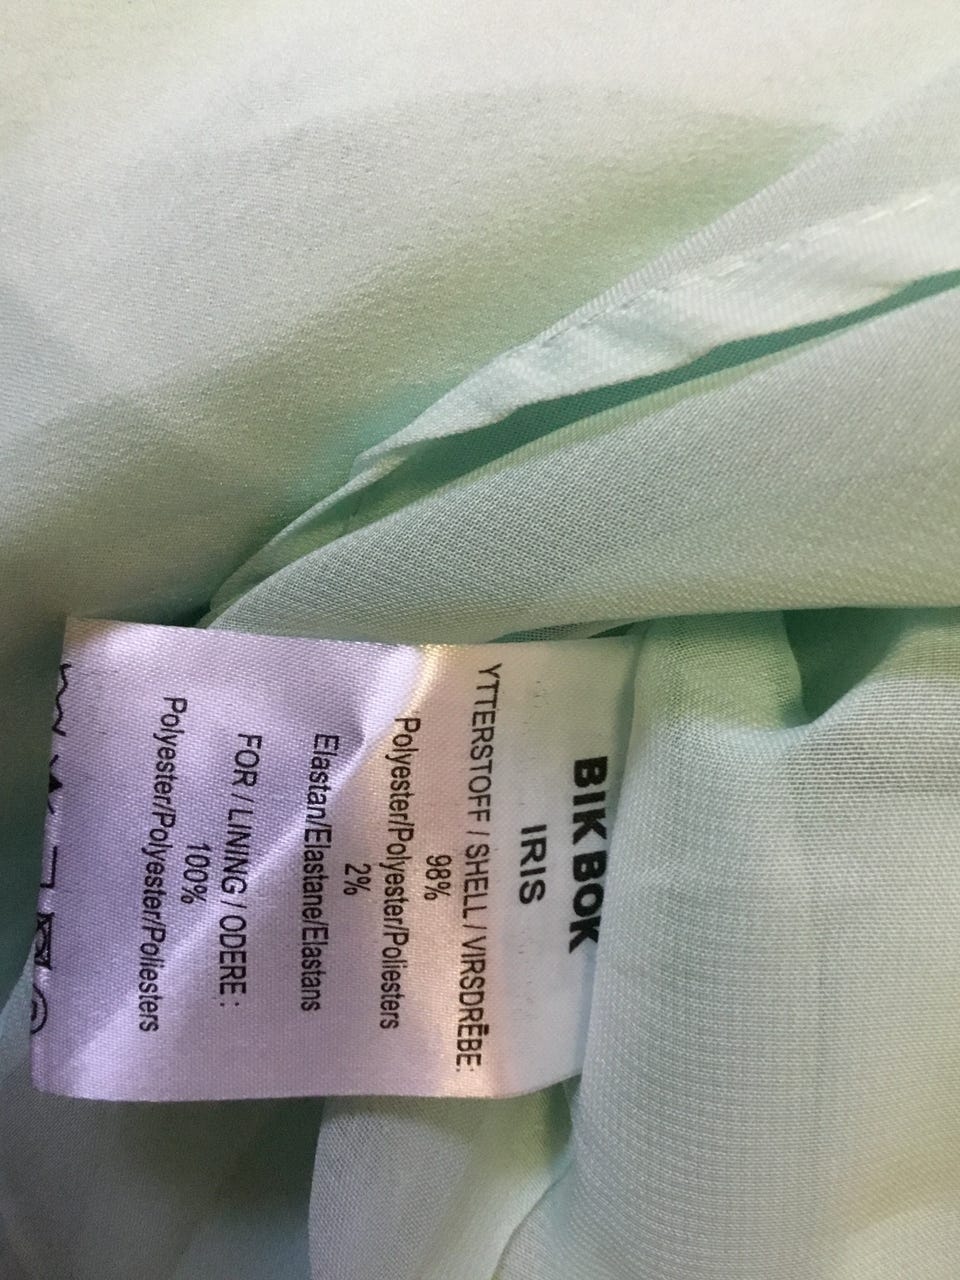 BIK BOK
IRIS
YTTERSTOFF / SHELL / VIRSDRĒBE:
98%
Polyester/Polyester/Poliesters
2%
Elastan/Elastane/Elastans
FOR / LINING / ODERE :
100%
Polyester/Polyester/Poliesters